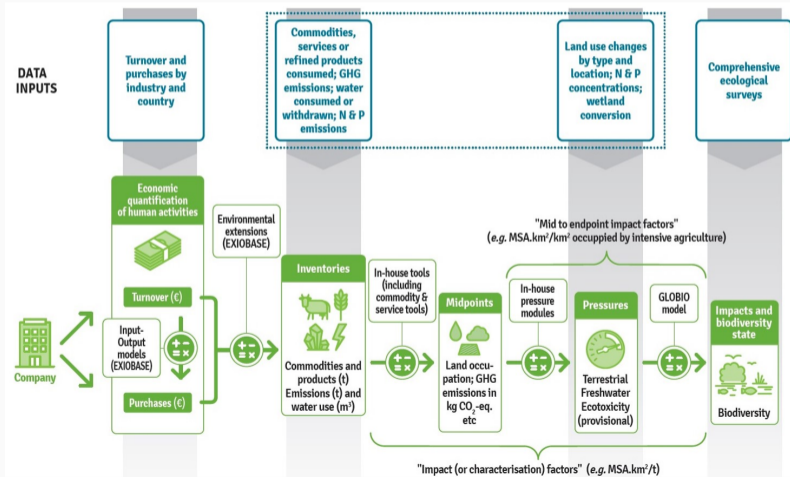 DATA
INPUTS
Turnover and
purchases by
industry and
country
Commodities,
services or
refined products
consumed; GHG
emissions; water
consumed or
withdrawn; N & P
emissions
Land use changes
by type and
location; N & P
concentrations;
wetland
conversion
Comprehensive
ecological
surveys
Company
Economic
quantification
of human activities
Turnover (€)
Input-
Output
models
(EXIOBASE)
Purchases (€)
Environmental
extensions
(EXIOBASE)
Inventories
Commodities and
products (t)
Emissions (t) and
water use (m³)
In-house tools
(including
commodity &
service tools)
Midpoints
Land occu-
pation; GHG
emissions in
kg CO₂-eq.
etc
"Mid to endpoint impact factors"
(e.g. MSA.km²/km² occuppied by intensive agriculture)
In-house
pressure
modules
Pressures
Terrestrial
Freshwater
Ecotoxicity
(provisional)
GLOBIO
model
Impacts and
biodiversity
state
Biodiversity
"Impact (or characterisation) factors" (e.g. MSA.km²/t)